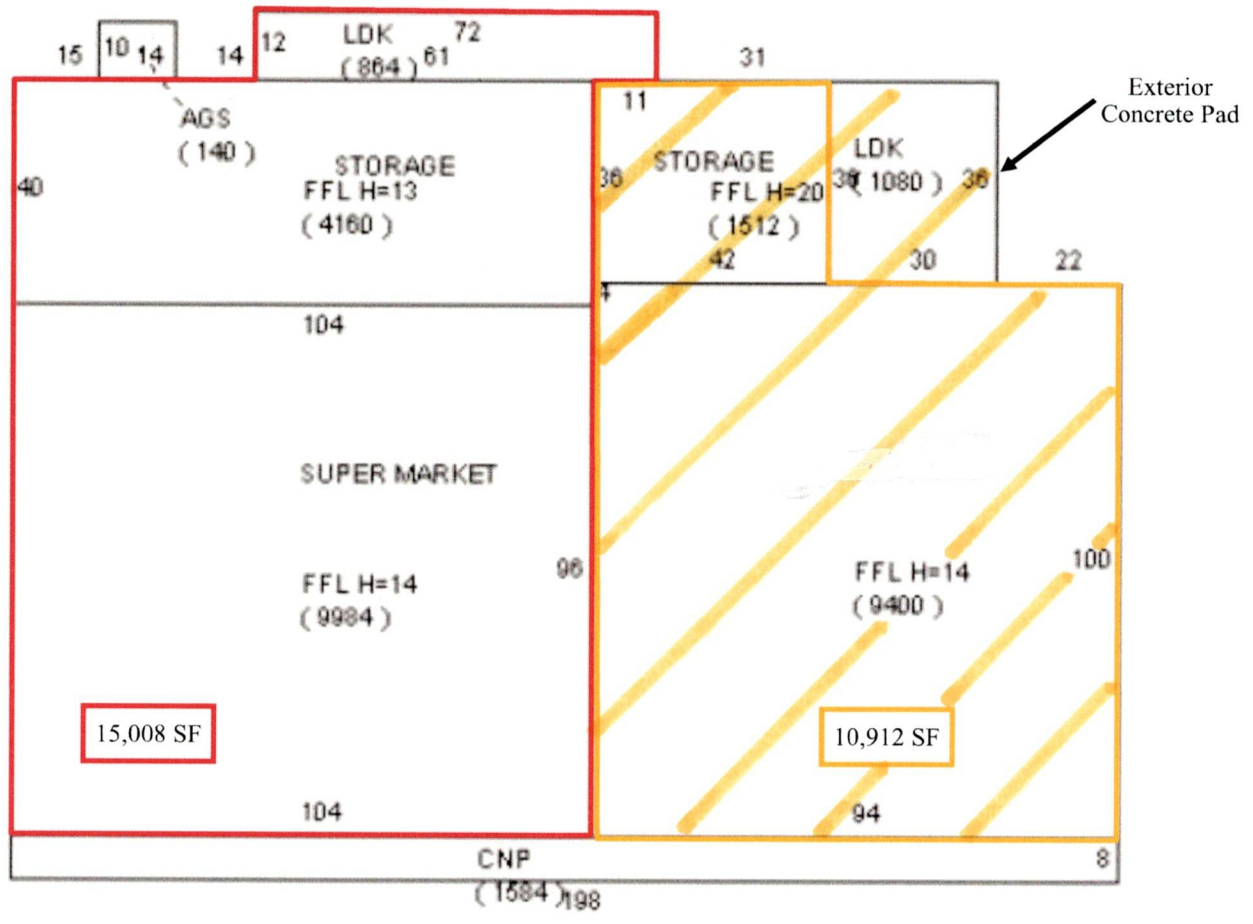 15
10
14
14
12
LDK
72
61
(864)
31
Exterior
Concrete Pad
AGS
(140)
40
STORAGE
FFL H=13
(4160)
11
STORAGE
36
FFL H=20
(1512)
42
LDK
36
(1080)
36
30
22
4
104
SUPER MARKET
96
FFL H=14
(9984)
FFL H=14
(9400)
100
15,008 SF
10,912 SF
104
94
CNP
8
(1584)
198